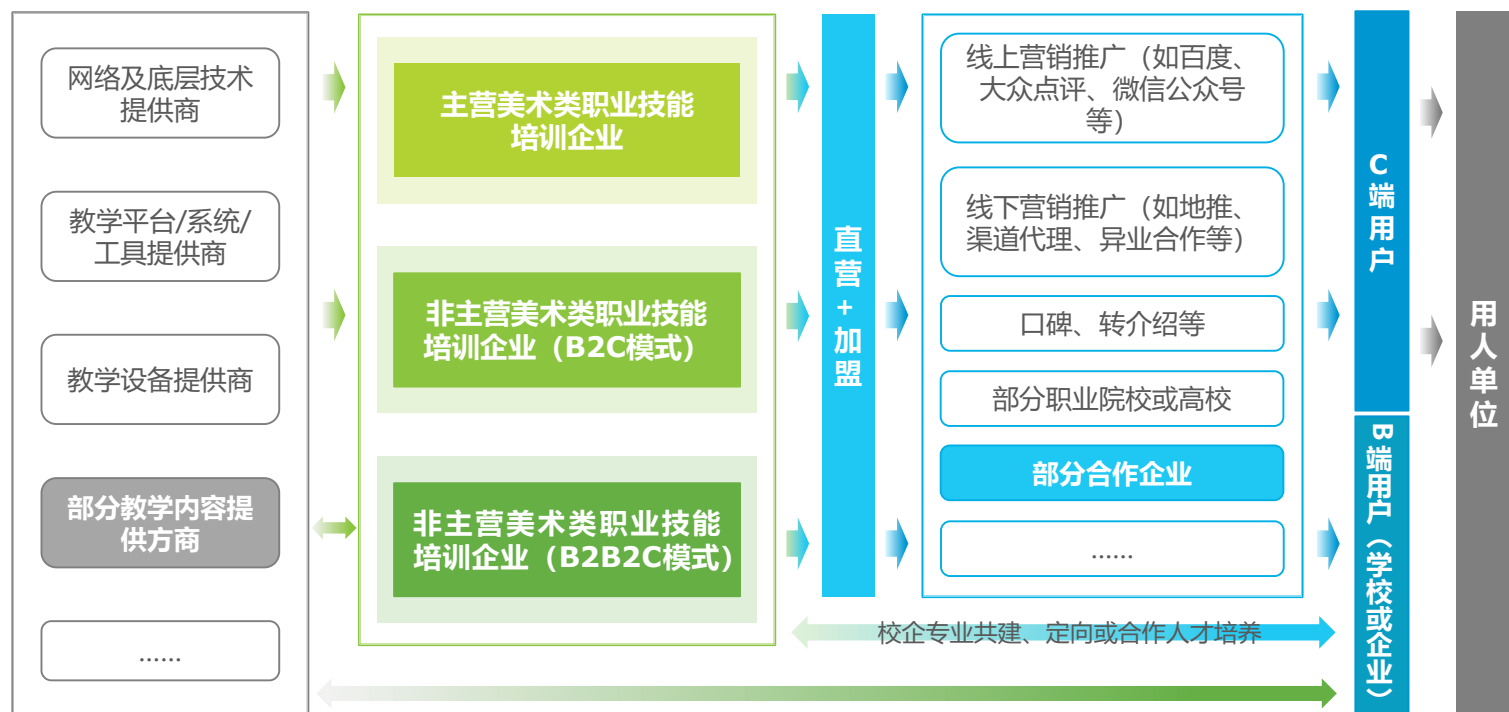 网络及底层技术
提供商
教学平台/系统/
工具提供商
教学设备提供商
部分教学内容提
供方商
......
主营美术类职业技能
培训企业
非主营美术类职业技能
培训企业（B2C模式）
非主营美术类职业技能
培训企业（B2B2C模式）
直营+加盟
线上营销推广（如百度、
大众点评、微信公众号
等）
线下营销推广（如地推、
渠道代理、异业合作等）
口碑、转介绍等
部分职业院校或高校
部分合作企业
......
校企专业共建、定向或合作人才培养
C端用户
B端用户（学校或企业）
用人单位